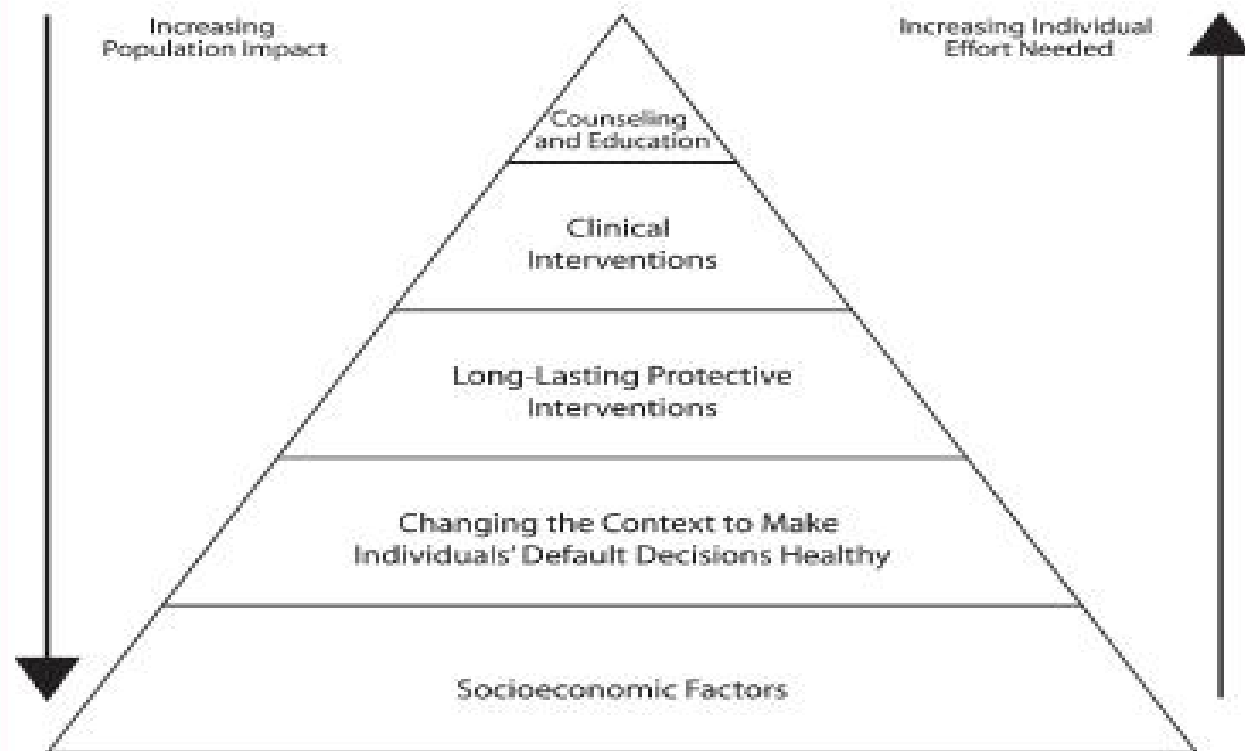 Increasing
Population Impact
Increasing Individual
Effort Needed
Counseling
and Education
Clinical
Interventions
Long-Lasting Protective
Interventions
Changing the Context to Make
Individuals' Default Decisions Healthy
Socioeconomic Factors